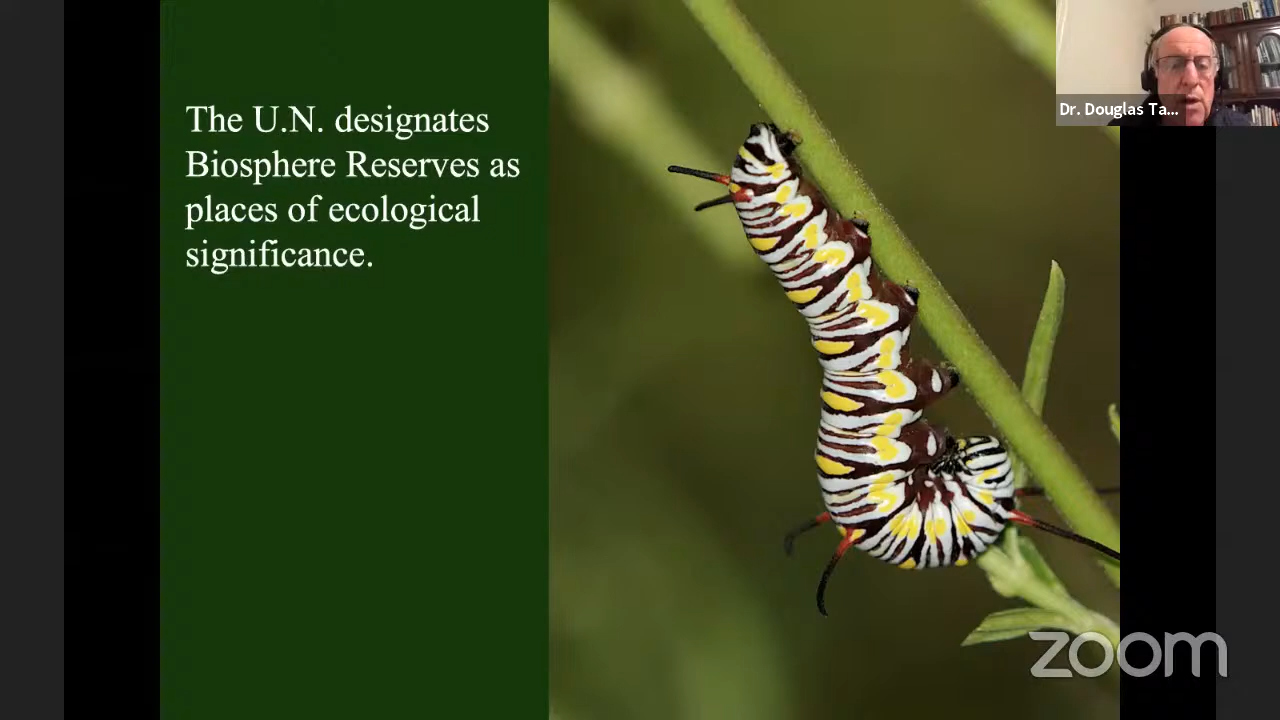 The U.N. designates
Biosphere Reserves as
places of ecological
significance.
Dr. Douglas Ta...
zoom